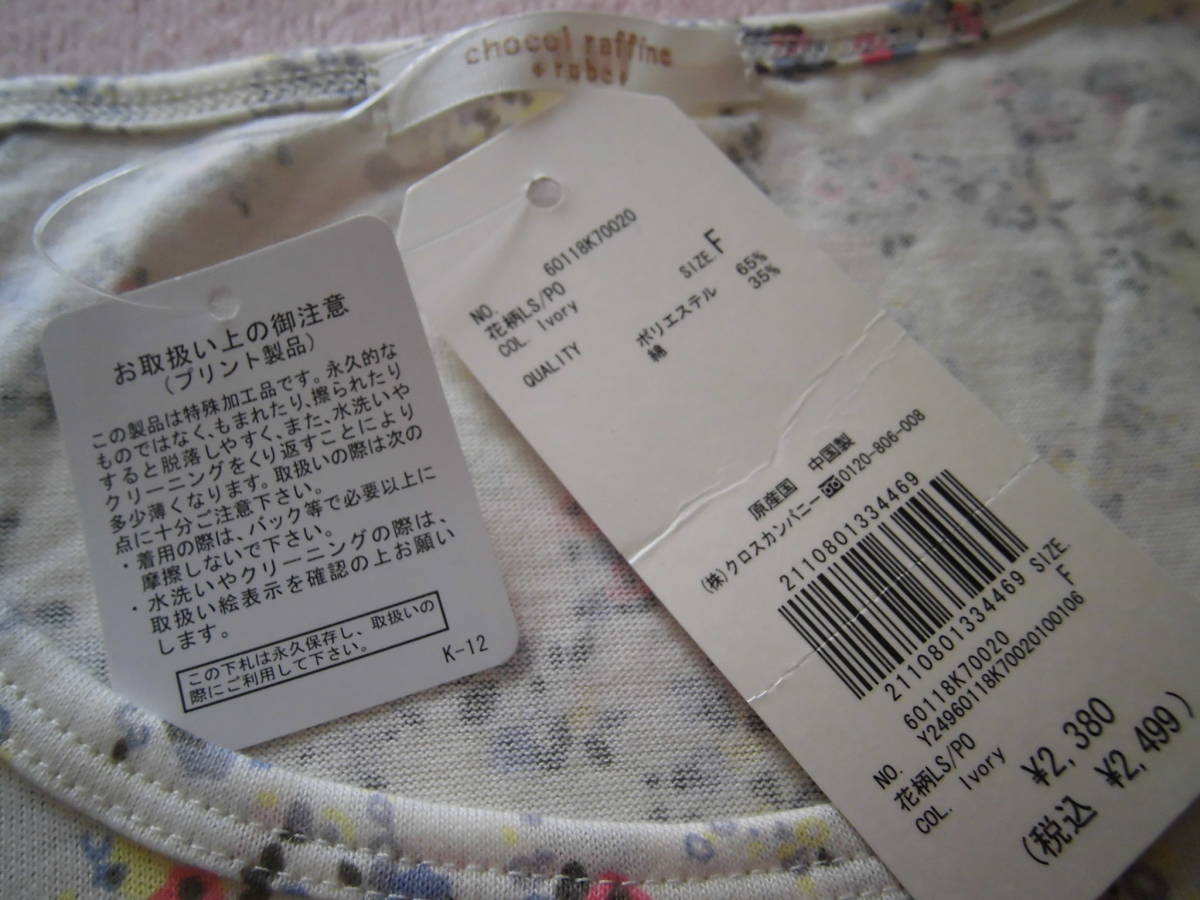 chocol raffine
robe
お取扱い上の御注意
(プリント製品)
この製品は特殊加工品です。永久的な
ものではなく、もまれたり、擦られたり
すると脱落しやすく、また、水洗いや
クリーニングをくり返すことにより
多少薄くなります。取扱いの際は次の
点に十分ご注意下さい。
・着用の際は、バック等で必要以上に
摩擦しないで下さい。
・水洗いやクリーニングの際は、
取扱い絵表示を確認の上お願い
します。
この下札は永久保存し、取扱いの
際にご利用して下さい。
K-12
NO. 60118K70020
花柄LS/PO
COL. Ivory SIZE F
QUALITY ポリエステル 65%
綿 35%
原産国 中国製
(株)クロスカンパニー 0120-806-008
2110801334469
2110801334469 SIZE
F
NO. 60118K70020
Y24960118K70020100106
花柄LS/PO
COL. Ivory
¥2,380
(税込 ¥2,499)